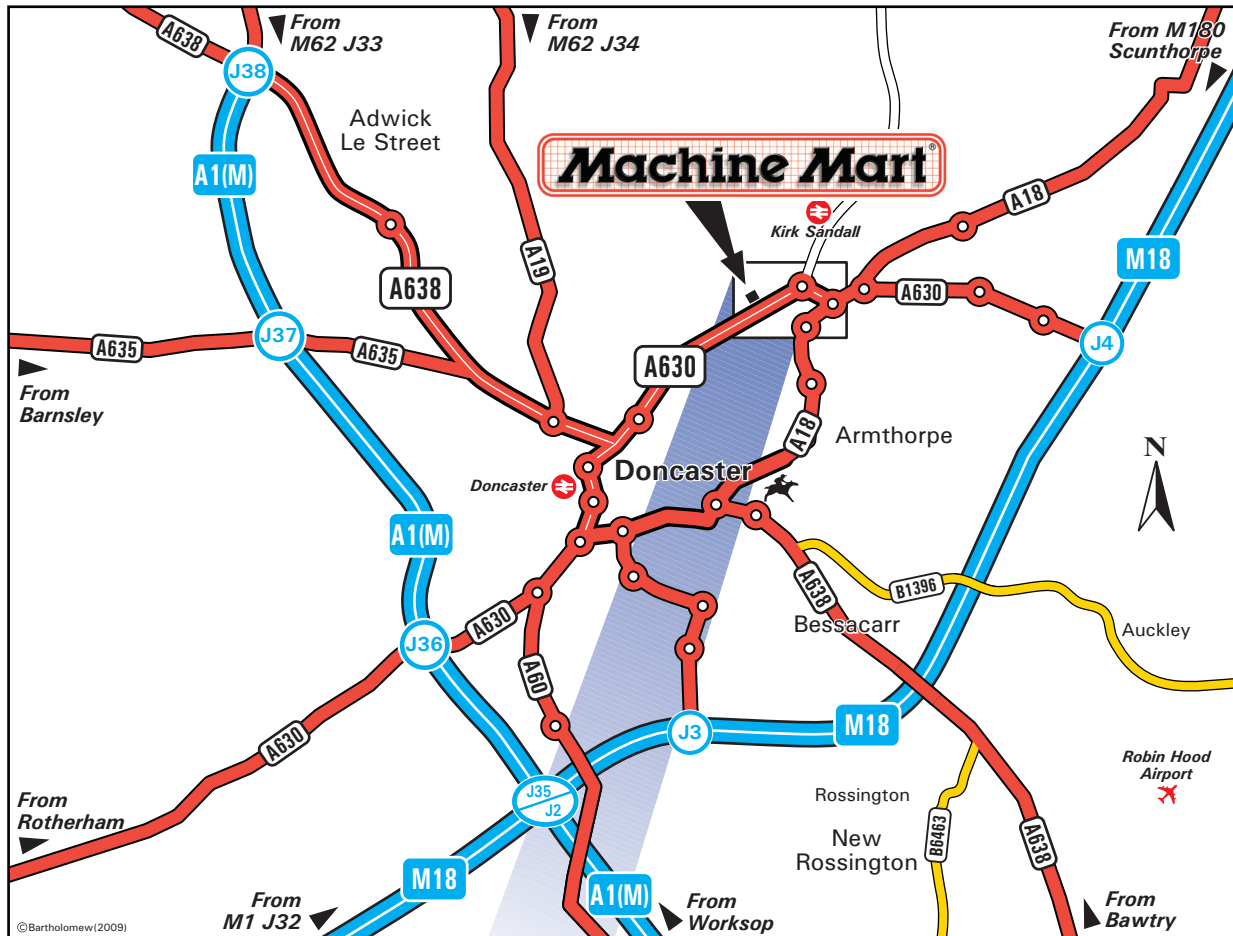 From
M62 J33
From
M62 J34
From M180
Scunthorpe
A638
J38
Adwick
Le Street
A1(M)
Machine Mart®
Kirk Sandall
A18
M18
A19
A638
A630
J37
J4
A635
A635
A630
From
Barnsley
A18
Armthorpe
N
Doncaster
Doncaster
A1(M)
A638
B1396
A630
Bessacarr
Auckley
J36
A60
A630
J3
M18
Robin Hood
Airport
J35
J2
Rossington
From
Rotherham
New
Rossington
B6463
A638
M18
A1(M)
From
M1 J32
From
Worksop
From
Bawtry
©Bartholomew(2009)